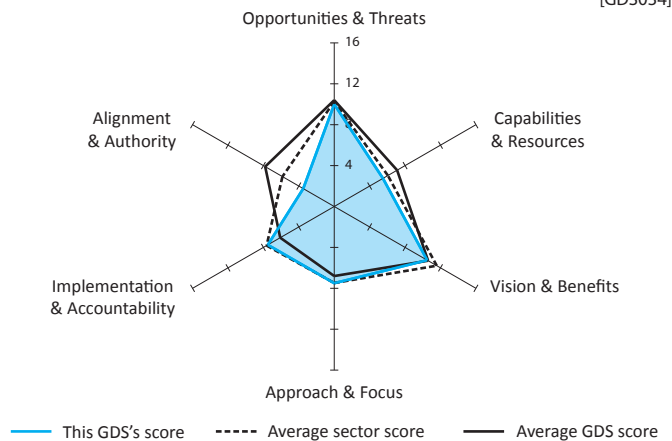 Opportunities & Threats
16
12
4
Alignment
& Authority
Capabilities
& Resources
Implementation
& Accountability
Vision & Benefits
Approach & Focus
This GDS's score
Average sector score
Average GDS score